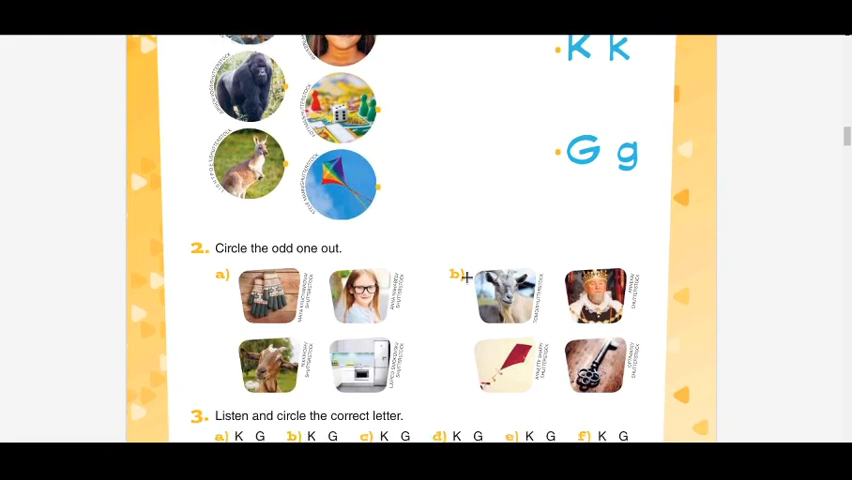 K k
G g
2. Circle the odd one out.
a)
b)
3. Listen and circle the correct letter.
a) K G b) K G c) K G d) K G e) K G f) K G